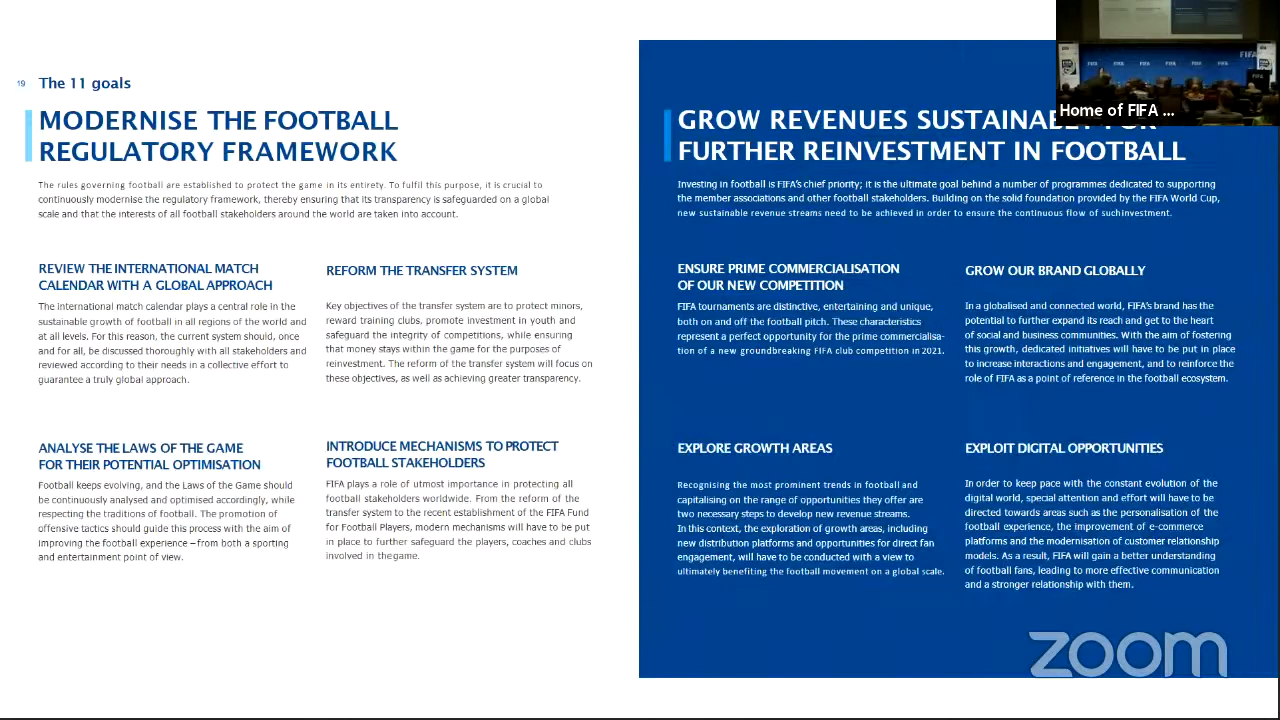 19 The 11 goals
MODERNISE THE FOOTBALL
REGULATORY FRAMEWORK
The rules governing football are established to protect the game in its entirety. To fulfil this purpose, it is crucial to
continuously modernise the regulatory framework, thereby ensuring that its transparency is safeguarded on a global
scale and that the interests of all football stakeholders around the world are taken into account.
REVIEW THE INTERNATIONAL MATCH
CALENDAR WITH A GLOBAL APPROACH
The international match calendar plays a central role in the
sustainable growth of football in all regions of the world and
at all levels. For this reason, the current system should, once
and for all, be discussed thoroughly with all stakeholders and
reviewed according to their needs in a collective effort to
guarantee a truly global approach.
REFORM THE TRANSFER SYSTEM
Key objectives of the transfer system are to protect minors,
reward training clubs, promote investment in youth and
safeguard the integrity of competitions, while ensuring
that money stays within the game for the purposes of
reinvestment. The reform of the transfer system will focus on
these objectives, as well as achieving greater transparency.
ANALYSE THE LAWS OF THE GAME
FOR THEIR POTENTIAL OPTIMISATION
Football keeps evolving, and the Laws of the Game should
be continuously analysed and optimised accordingly, while
respecting the traditions of football. The promotion of
offensive tactics should guide this process with the aim of
improving the football experience – from both a sporting
and entertainment point of view.
INTRODUCE MECHANISMS TO PROTECT
FOOTBALL STAKEHOLDERS
FIFA plays a role of utmost importance in protecting all
football stakeholders worldwide. From the reform of the
transfer system to the recent establishment of the FIFA Fund
for Football Players, modern mechanisms will have to be put
in place to further safeguard the players, coaches and clubs
involved in thegame.
GROW REVENUES SUSTAINABLY FOR
FURTHER REINVESTMENT IN FOOTBALL
Investing in football is FIFA's chief priority; it is the ultimate goal behind a number of programmes dedicated to supporting
the member associations and other football stakeholders. Building on the solid foundation provided by the FIFA World Cup,
new sustainable revenue streams need to be achieved in order to ensure the continuous flow of suchinvestment.
ENSURE PRIME COMMERCIALISATION
OF OUR NEW COMPETITION
FIFA tournaments are distinctive, entertaining and unique,
both on and off the football pitch. These characteristics
represent a perfect opportunity for the prime commercialisa-
tion of a new groundbreaking FIFA club competition in 2021.
GROW OUR BRAND GLOBALLY
In a globalised and connected world, FIFA's brand has the
potential to further expand its reach and get to the heart
of social and business communities. With the aim of fostering
this growth, dedicated initiatives will have to be put in place
to increase interactions and engagement, and to reinforce the
role of FIFA as a point of reference in the football ecosystem.
EXPLORE GROWTH AREAS
Recognising the most prominent trends in football and
capitalising on the range of opportunities they offer are
two necessary steps to develop new revenue streams.
In this context, the exploration of growth areas, including
new distribution platforms and opportunities for direct fan
engagement, will have to be conducted with a view to
ultimately benefiting the football movement on a global scale.
EXPLOIT DIGITAL OPPORTUNITIES
In order to keep pace with the constant evolution of the
digital world, special attention and effort will have to be
directed towards areas such as the personalisation of the
football experience, the improvement of e-commerce
platforms and the modernisation of customer relationship
models. As a result, FIFA will gain a better understanding
of football fans, leading to more effective communication
and a stronger relationship with them.
FIFA FIFA FIFA FIFA FIFA FIFA
FIFA
Home of FIFA ...
zoom